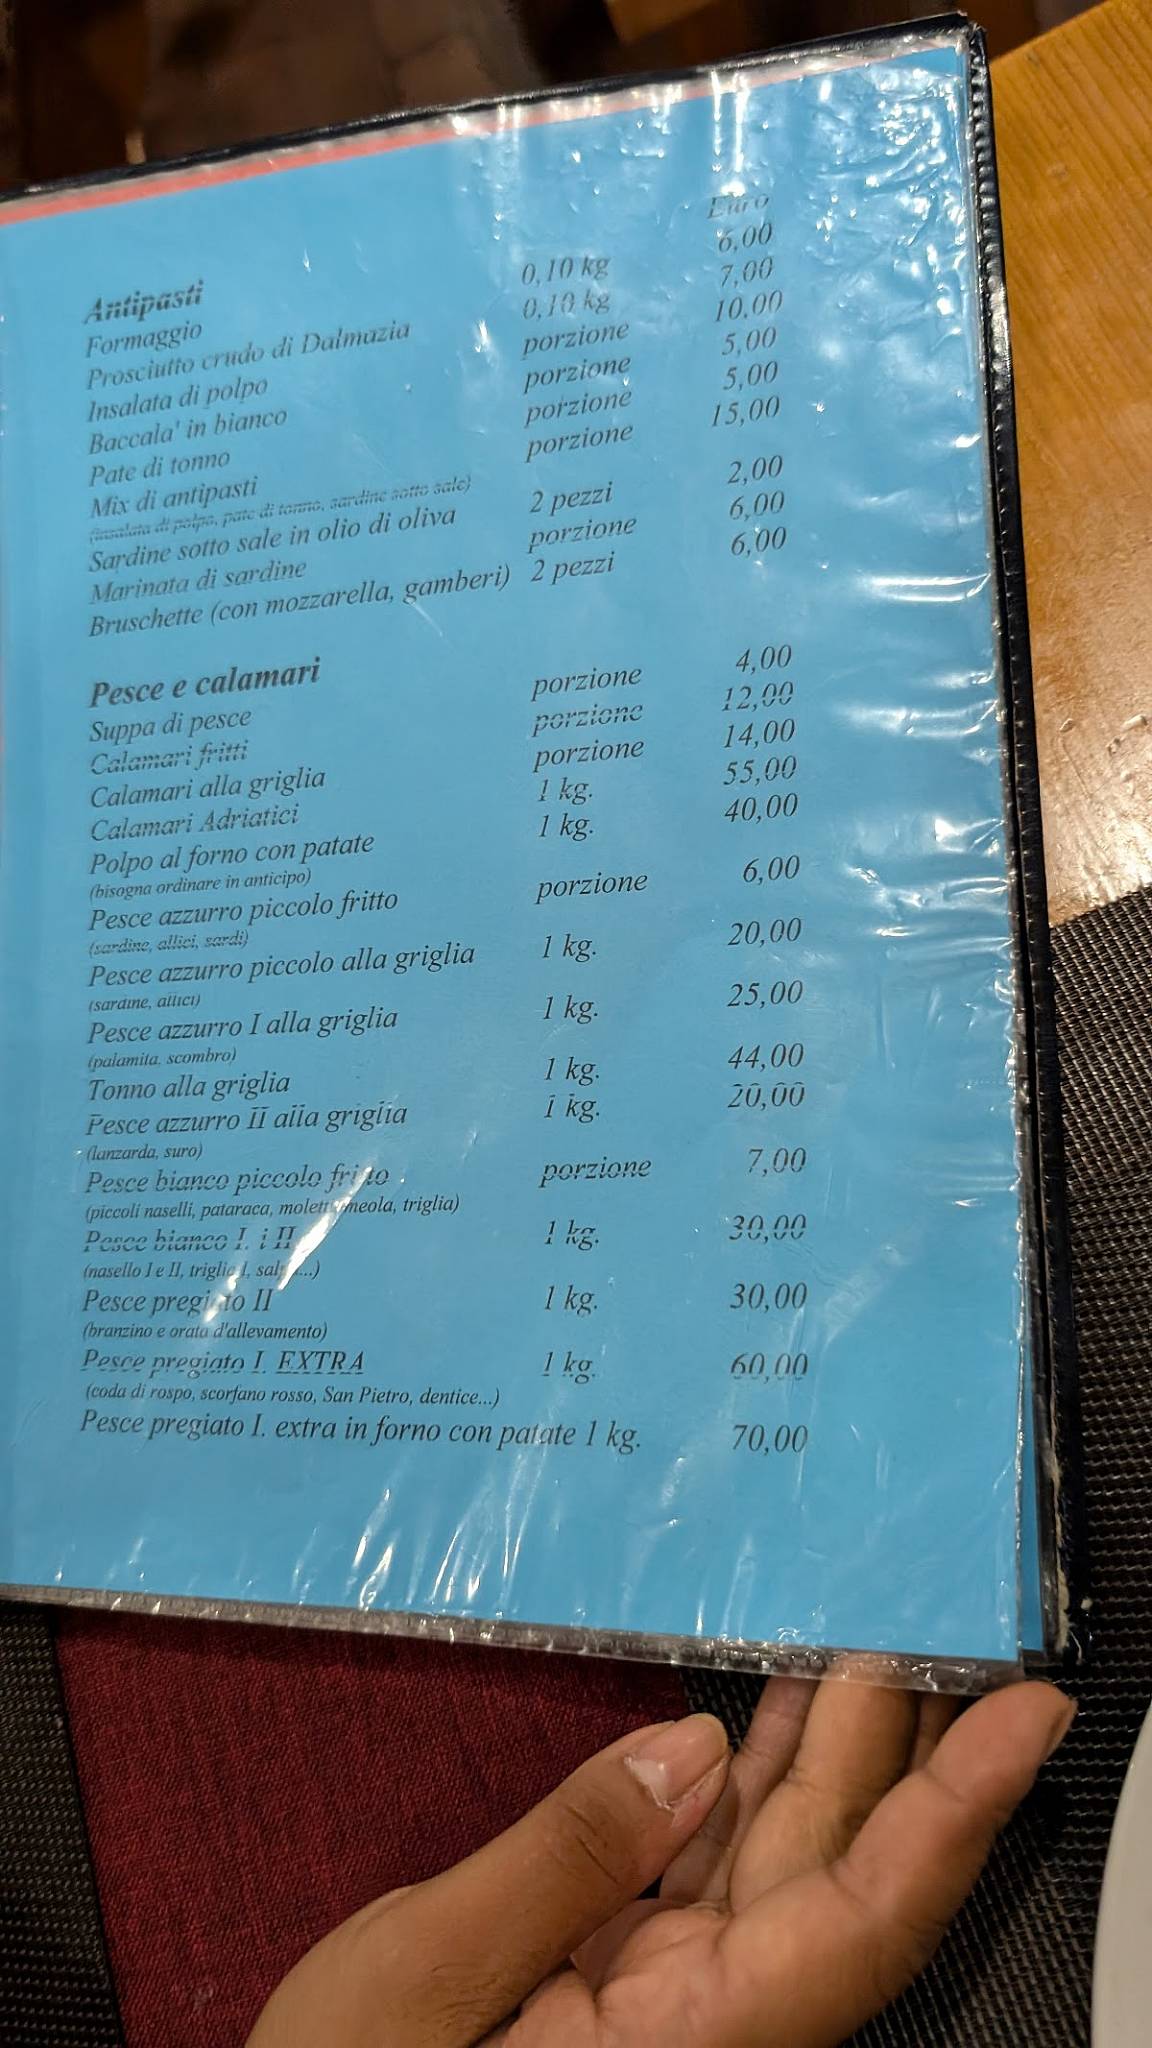 Euro
Antipasti
Formaggio 0,10 kg 6,00
Prosciutto crudo di Dalmazia 0,10 kg 7,00
Insalata di polpo porzione 10,00
Baccala' in bianco porzione 5,00
Pate di tonno porzione 5,00
Mix di antipasti porzione 15,00
(insalata di polpo, pate di tonno, sardine sotto sale)
Sardine sotto sale in olio di oliva 2 pezzi 2,00
Marinata di sardine porzione 6,00
Bruschette (con mozzarella, gamberi) 2 pezzi 6,00
Pesce e calamari
Suppa di pesce porzione 4,00
Calamari fritti porzione 12,00
Calamari alla griglia porzione 14,00
Calamari Adriatici 1 kg. 55,00
Polpo al forno con patate 1 kg. 40,00
(bisogna ordinare in anticipo)
Pesce azzurro piccolo fritto porzione 6,00
(sardine, allici, sardi)
Pesce azzurro piccolo alla griglia 1 kg. 20,00
(sardine, allici)
Pesce azzurro I alla griglia 1 kg. 25,00
(palamita, scombro)
Tonno alla griglia 1 kg. 44,00
Pesce azzurro II alla griglia 1 kg. 20,00
(lanzarda, suro)
Pesce bianco piccolo porzione 7,00
(piccoli naselli, pataraca, triglia)
Pesce bianco I. i II 1 kg. 30,00
(nasello I e II,
Pesce pregiato II 1 kg. 30,00
(branzino e orata d'allevamento)
Pesce pregiato I. EXTRA 1 kg. 60,00
(coda di rospo, scorfano rosso, San Pietro, dentice...)
Pesce pregiato I. extra in forno con patate 1 kg. 70,00